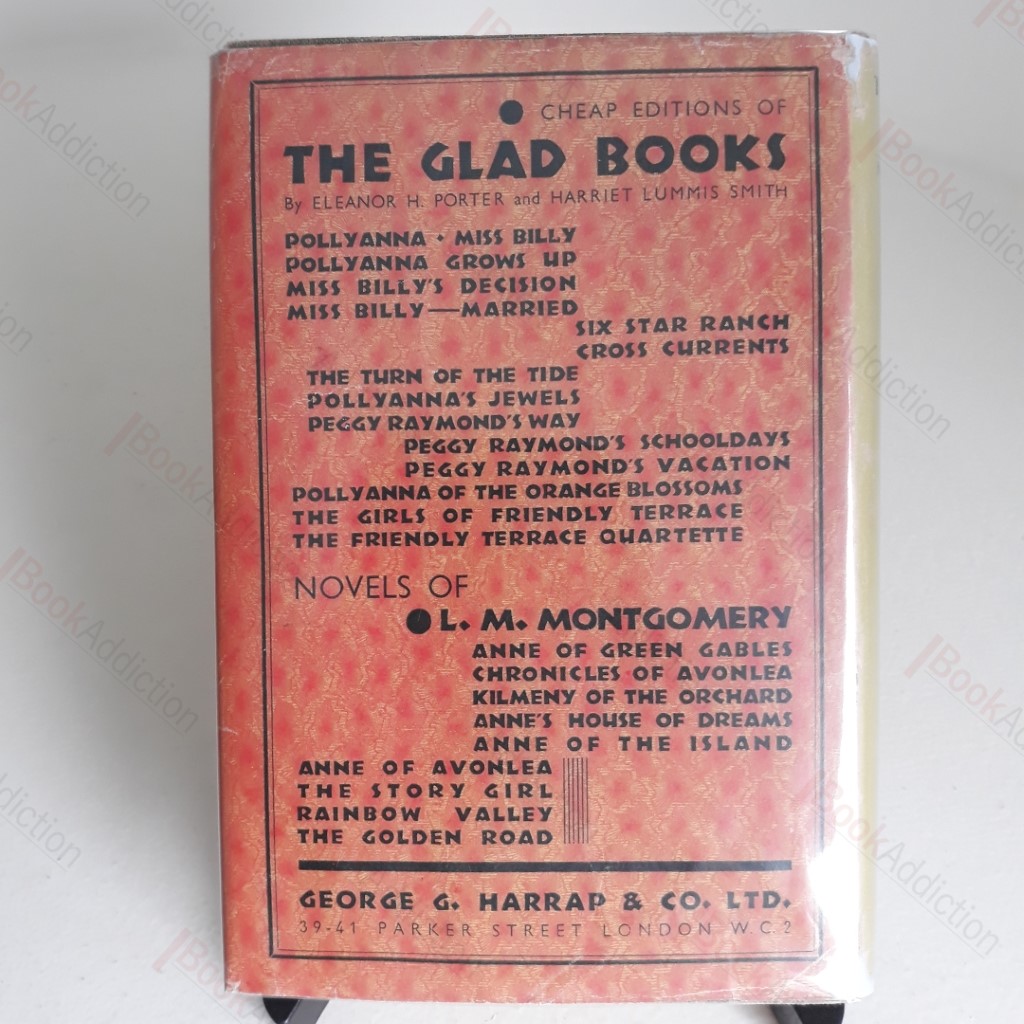 ● CHEAP EDITIONS OF
THE GLAD BOOKS
By ELEANOR H. PORTER and HARRIET LUMMIS SMITH
POLLYANNA • MISS BILLY
POLLYANNA GROWS UP
MISS BILLY'S DECISION
MISS BILLY—MARRIED
SIX STAR RANCH
CROSS CURRENTS
THE TURN OF THE TIDE
POLLYANNA'S JEWELS
PEGGY RAYMOND'S WAY
PEGGY RAYMOND'S SCHOOLDAYS
PEGGY RAYMOND'S VACATION
POLLYANNA OF THE ORANGE BLOSSOMS
THE GIRLS OF FRIENDLY TERRACE
THE FRIENDLY TERRACE QUARTETTE
NOVELS OF
● L. M. MONTGOMERY
ANNE OF GREEN GABLES
CHRONICLES OF AVONLEA
KILMENY OF THE ORCHARD
ANNE'S HOUSE OF DREAMS
ANNE OF THE ISLAND
ANNE OF AVONLEA
THE STORY GIRL
RAINBOW VALLEY
THE GOLDEN ROAD
GEORGE G. HARRAP & CO. LTD.
39-41 PARKER STREET LONDON W.C.2
BookAddiction